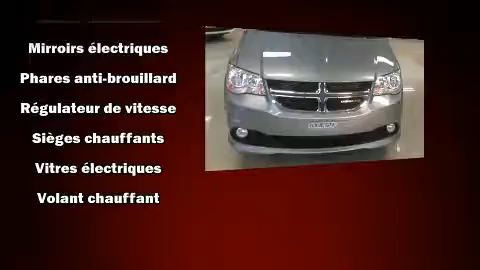 Mirroirs électriques
Phares anti-brouillard
Régulateur de vitesse
Sièges chauffants
Vitres électriques
Volant chauffant